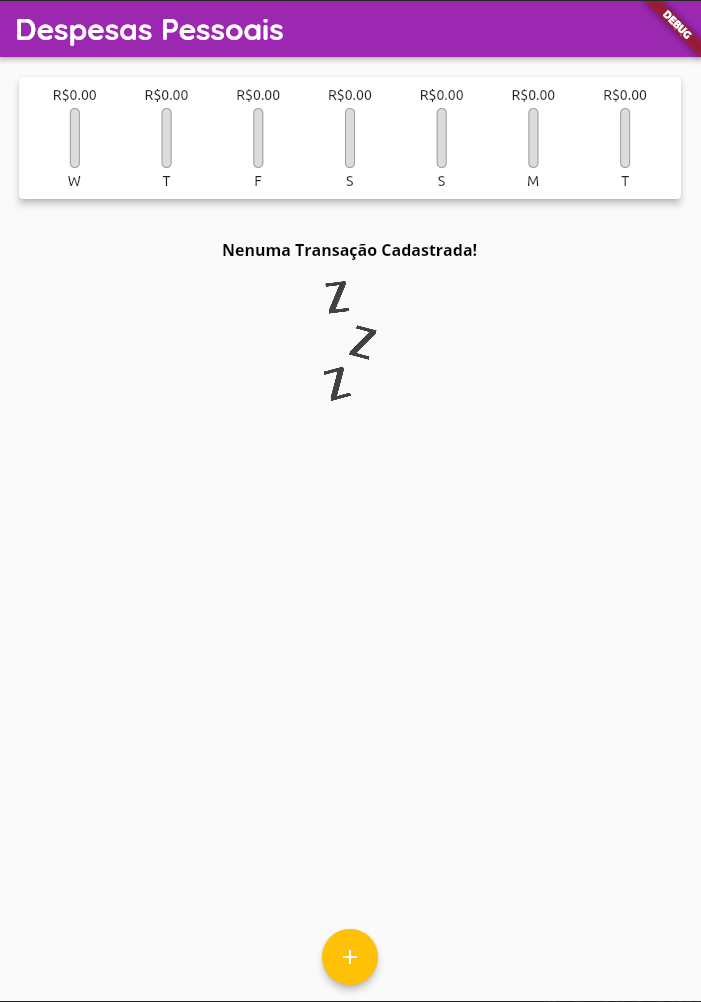 Despesas Pessoais
DEBUG
R$0.00 R$0.00 R$0.00 R$0.00 R$0.00 R$0.00 R$0.00
W T F S S M T
Nenuma Transação Cadastrada!
Z
Z
Z
+